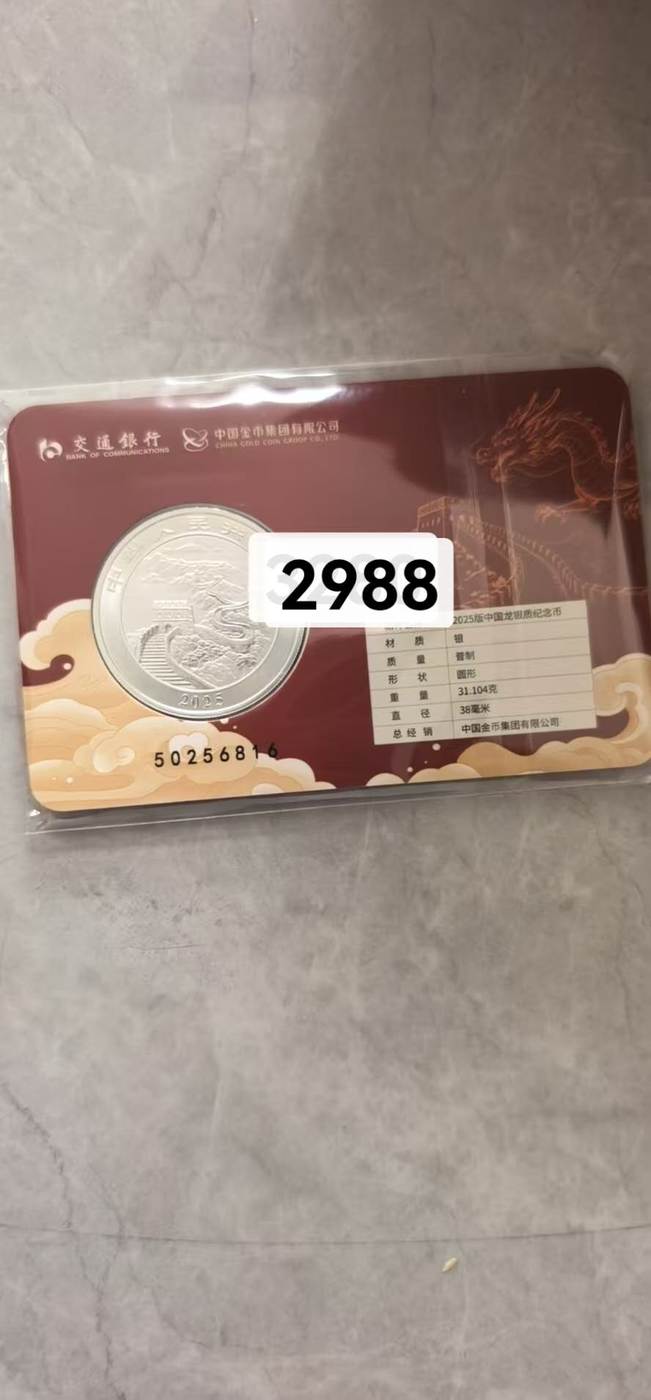 交通銀行
BANK OF COMMUNICATIONS
中国金币集团有限公司
CHINA GOLD COIN GROUP CO., LTD
2988
2025
50256816
2025版中国龙银质纪念币
材 质 银
质 量 普制
形 状 圆形
重 量 31.104克
直 径 38毫米
总经销 中国金币集团有限公司